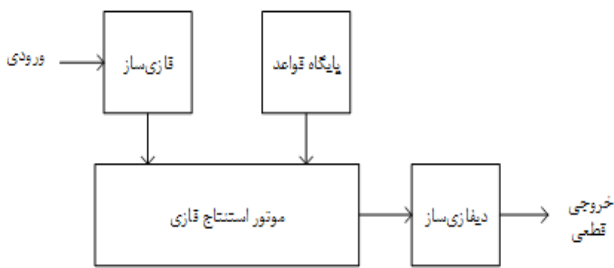 ورودی
فازی‌ساز
پایگاه قواعد
موتور استنتاج فازی
دیفازی‌ساز
خروجی
قطعی